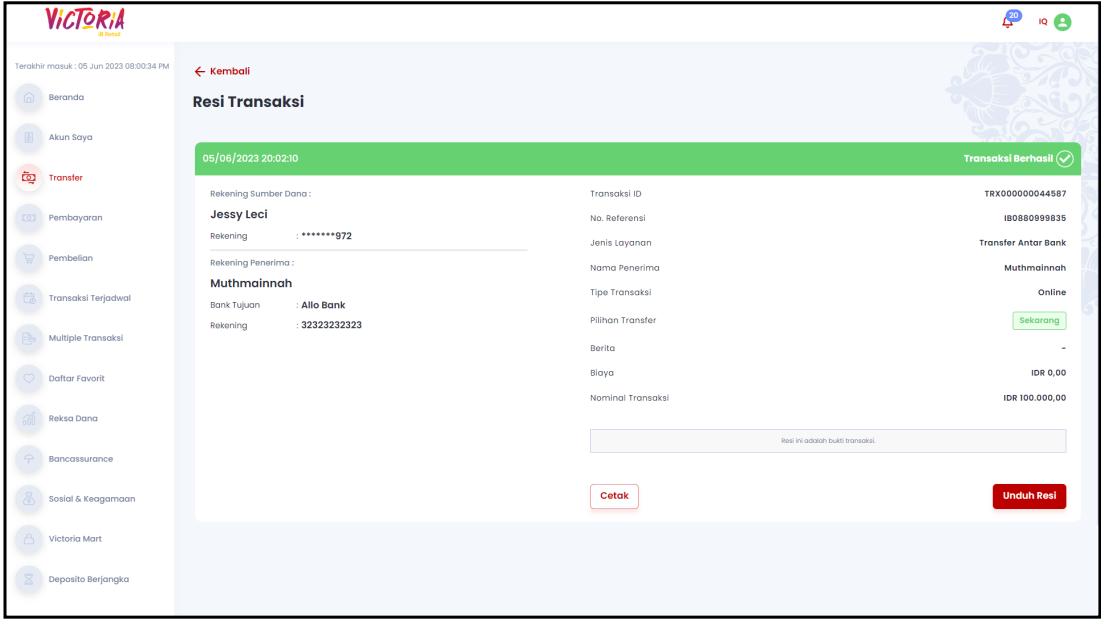 VICTORIA
IB Retail
20
IQ
Terakhir masuk : 05 Jun 2023 08:00:34 PM
Beranda
Akun Saya
Transfer
Pembayaran
Pembelian
Transaksi Terjadwal
Multiple Transaksi
Daftar Favorit
Reksa Dana
Bancassurance
Sosial & Keagamaan
Victoria Mart
Deposito Berjangka
Kembali
Resi Transaksi
05/06/2023 20:02:10
Transaksi Berhasil
Rekening Sumber Dana :
Jessy Leci
Rekening : *******972
Rekening Penerima :
Muthmainnah
Bank Tujuan : Allo Bank
Rekening : 32323232323
Transaksi ID TRX000000044587
No. Referensi IB0880999835
Jenis Layanan Transfer Antar Bank
Nama Penerima Muthmainnah
Tipe Transaksi Online
Pilihan Transfer Sekarang
Berita -
Biaya IDR 0,00
Nominal Transaksi IDR 100.000,00
Resi ini adalah bukti transaksi.
Cetak
Unduh Resi